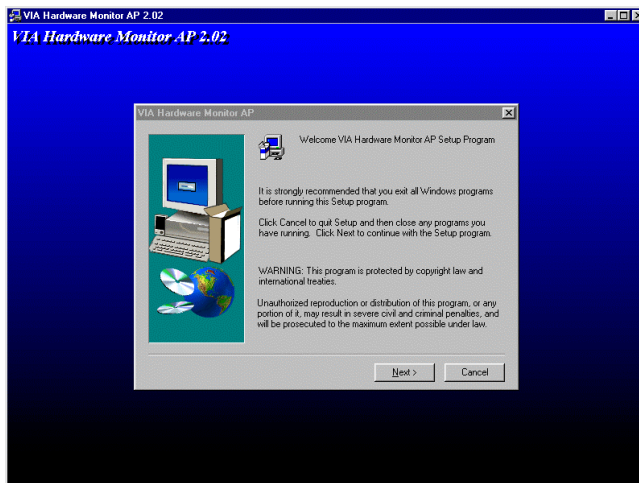 VIA Hardware Monitor AP 2.02
VIA Hardware Monitor AP 2.02
VIA Hardware Monitor AP
Welcome VIA Hardware Monitor AP Setup Program
It is strongly recommended that you exit all Windows programs
before running this Setup program.
Click Cancel to quit Setup and then close any programs you
have running. Click Next to continue with the Setup program.
WARNING: This program is protected by copyright law and
international treaties.
Unauthorized reproduction or distribution of this program, or any
portion of it, may result in severe civil and criminal penalties, and
will be prosecuted to the maximum extent possible under law.
Next >
Cancel